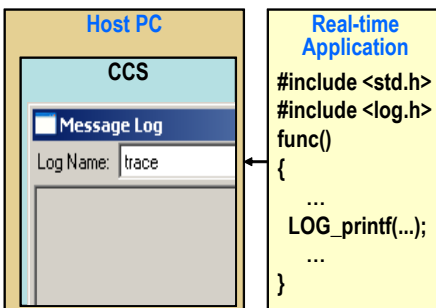 Host PC
CCS
Message Log
Log Name: trace
Real-time
Application
#include <std.h>
#include <log.h>
func()
{
…
LOG_printf(...);
…
}